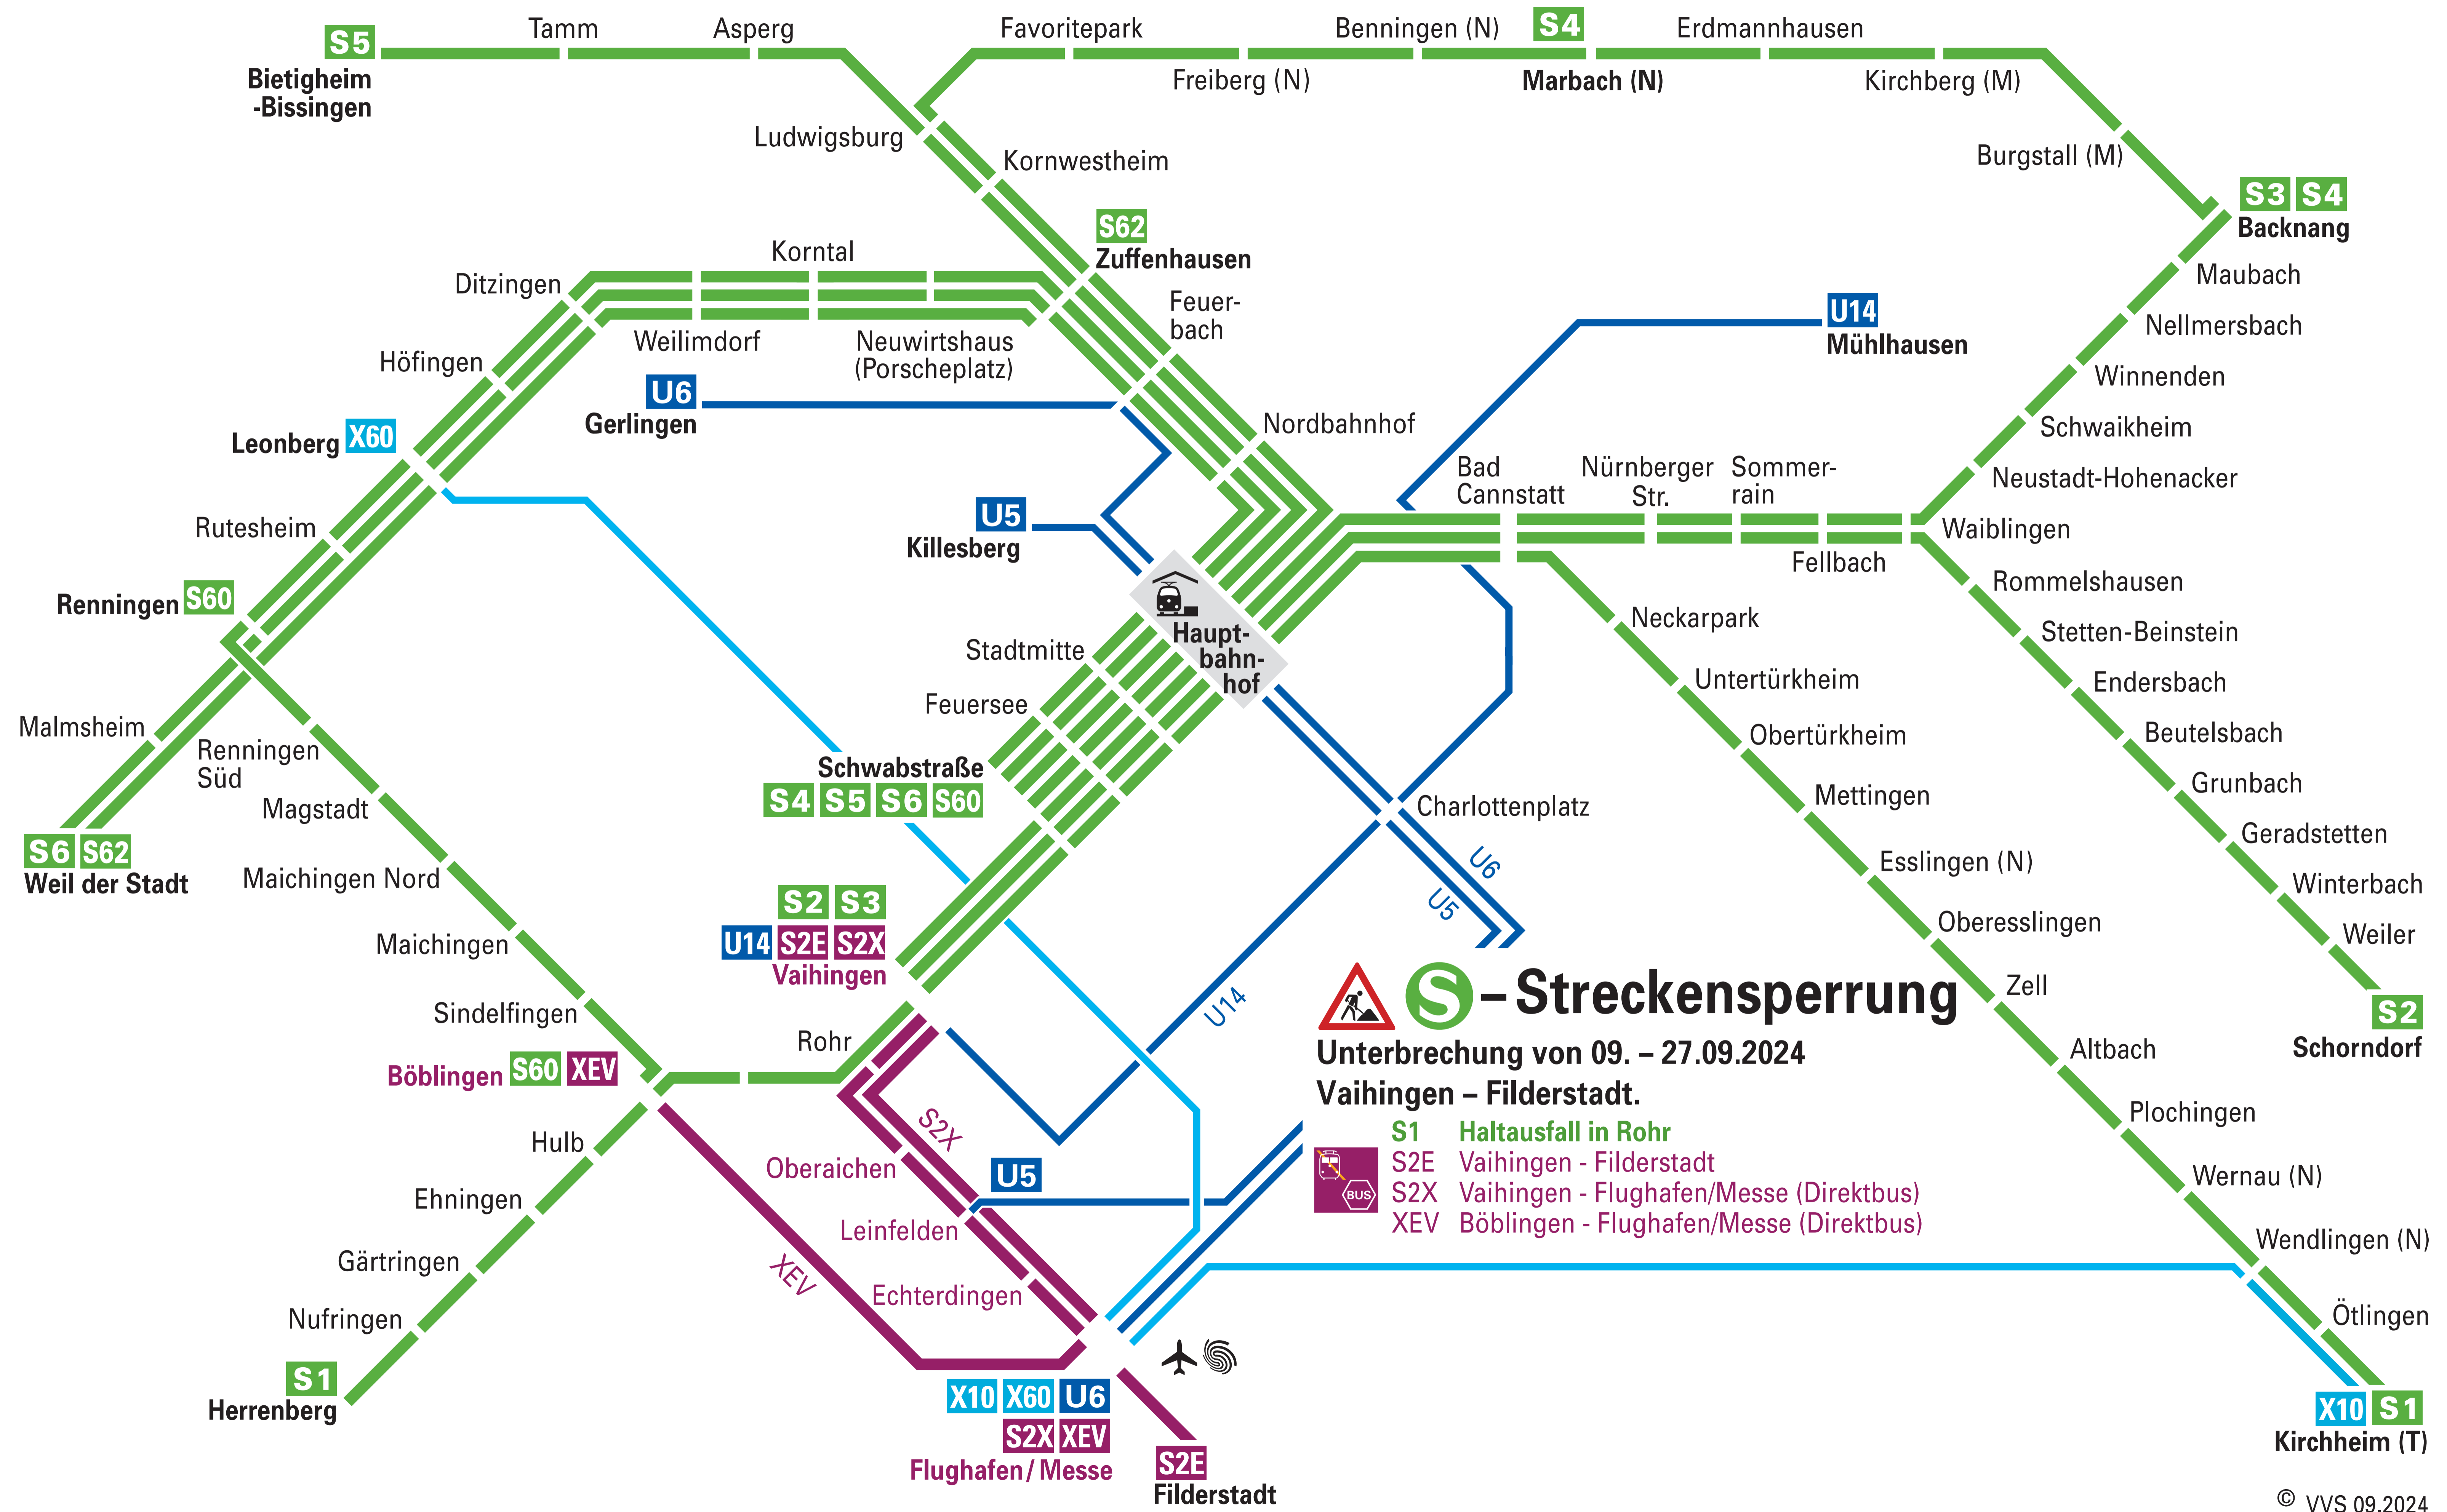 S5
Tamm
Asperg
Favoritepark
Benningen (N)
S4
Erdmannhausen
Bietigheim
-Bissingen
Freiberg (N)
Marbach (N)
Kirchberg (M)
Ludwigsburg
Kornwestheim
Burgstall (M)
S3 S4
Backnang
S62
Zuffenhausen
Korntal
Ditzingen
Maubach
Feuer-
bach
U14
Mühlhausen
Nellmersbach
Weilimdorf
Neuwirtshaus
(Porscheplatz)
Höfingen
Winnenden
U6
Gerlingen
Nordbahnhof
Schwaikheim
Leonberg X60
Bad
Cannstatt
Nürnberger
Str.
Sommer-
rain
Neustadt-Hohenacker
Rutesheim
U5
Killesberg
Waiblingen
Fellbach
Rommelshausen
Renningen S60
Neckarpark
Stetten-Beinstein
Haupt-
bahn-
hof
Stadtmitte
Untertürkheim
Endersbach
Feuersee
Malmsheim
Renningen
Süd
Obertürkheim
Beutelsbach
Schwabstraße
S4 S5 S6 S60
Magstadt
Charlottenplatz
Mettingen
Grunbach
S6 S62
Weil der Stadt
Maichingen Nord
U6
U5
Esslingen (N)
Geradstetten
S2 S3
U14 S2E S2X
Vaihingen
Winterbach
Maichingen
Oberesslingen
Weiler
Sindelfingen
U14
S-Streckensperrung
Zell
S2
Schorndorf
Rohr
Unterbrechung von 09. – 27.09.2024
Vaihingen – Filderstadt.
Altbach
Böblingen S60 XEV
S1 Haltausfall in Rohr
S2E Vaihingen - Filderstadt
BUS
S2X Vaihingen - Flughafen/Messe (Direktbus)
XEV Böblingen - Flughafen/Messe (Direktbus)
Plochingen
Hulb
S2X
Oberaichen
U5
Wernau (N)
Ehningen
Leinfelden
Wendlingen (N)
Gärtringen
XEV
Echterdingen
Nufringen
Ötlingen
S1
Herrenberg
X10 X60 U6
S2X XEV
Flughafen/Messe
S2E
Filderstadt
X10 S1
Kirchheim (T)
© VVS 09.2024